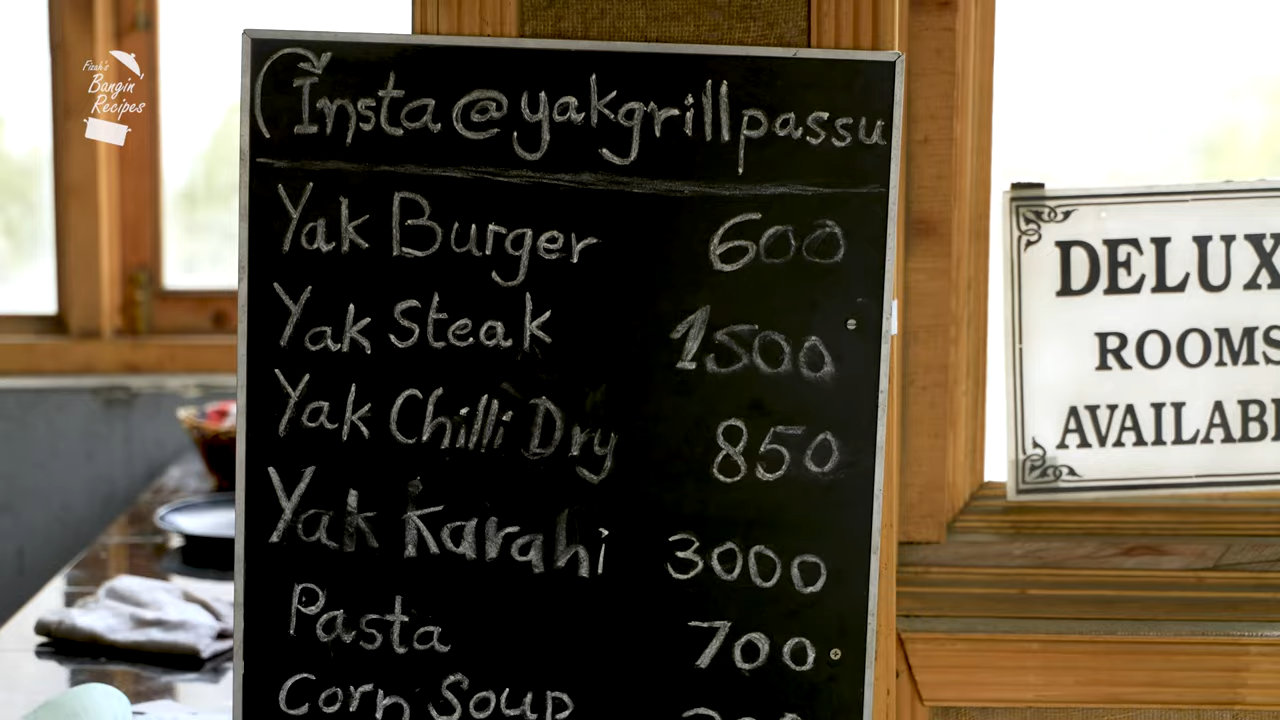 Fizah's
Bangin
Recipes
(Insta@yakgrillpassu
Yak Burger 600
Yak Steak 1500
Yak Chilli Dry 850
Yak Karahi 3000
Pasta 700
Corn Soup
DELUX
ROOMS
AVAILAB